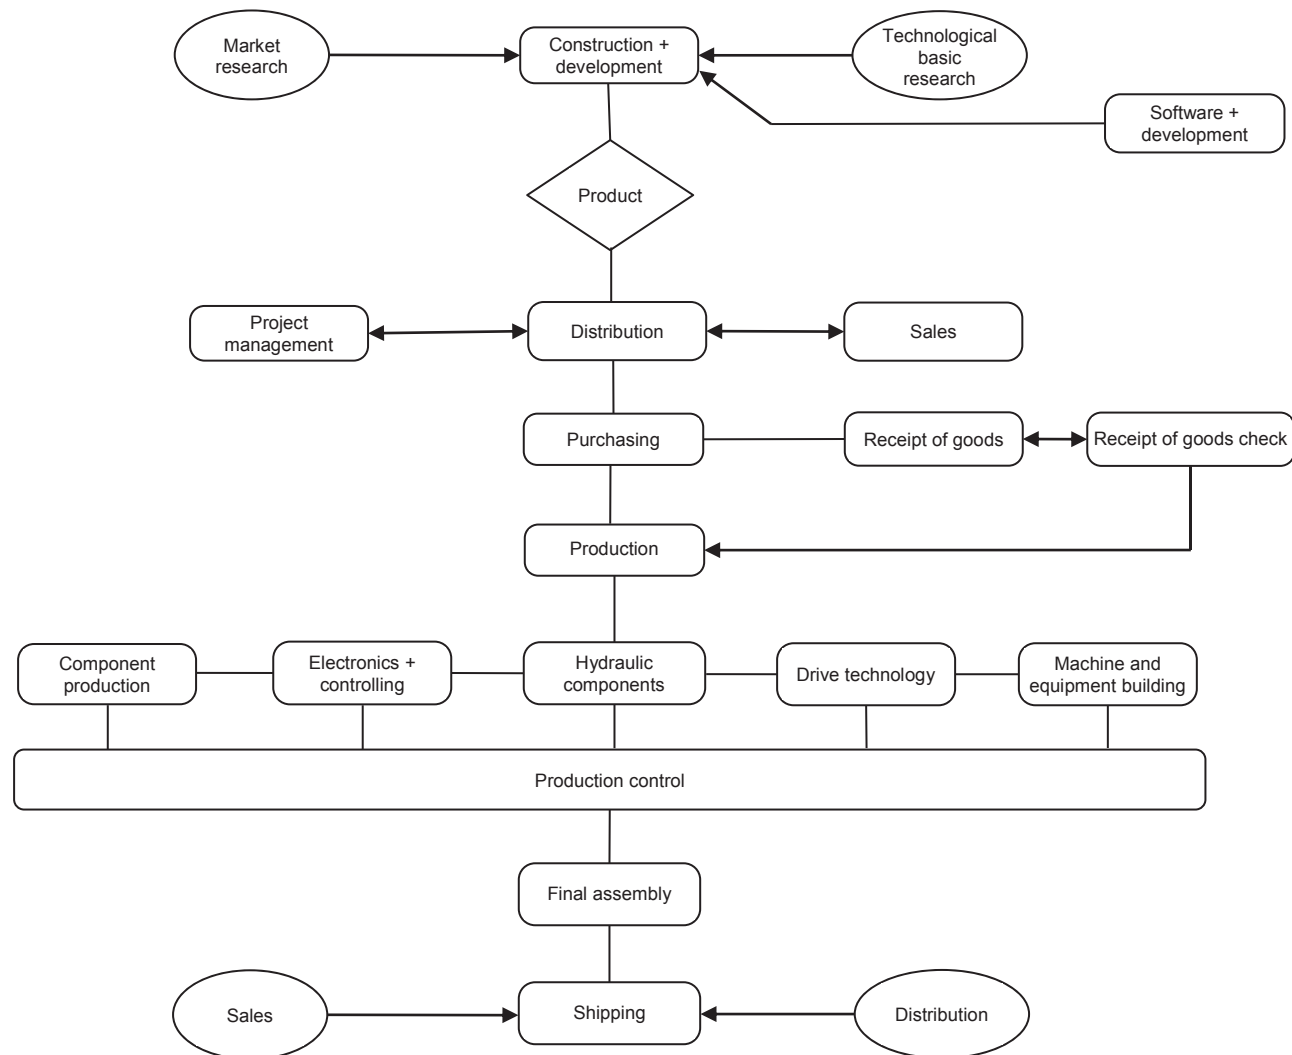 Market
research
Construction +
development
Technological
basic
research
Software +
development
Product
Project
management
Distribution
Sales
Purchasing
Receipt of goods
Receipt of goods check
Production
Component
production
Electronics +
controlling
Hydraulic
components
Drive technology
Machine and
equipment building
Production control
Final assembly
Sales
Shipping
Distribution